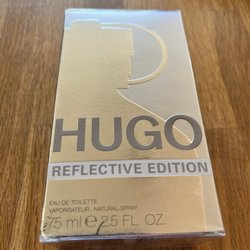 HUGO
REFLECTIVE EDITION
EAU DE TOILETTE
VAPORISATEUR . NATURAL SPRAY
75 ml e 2.5 FL. OZ.